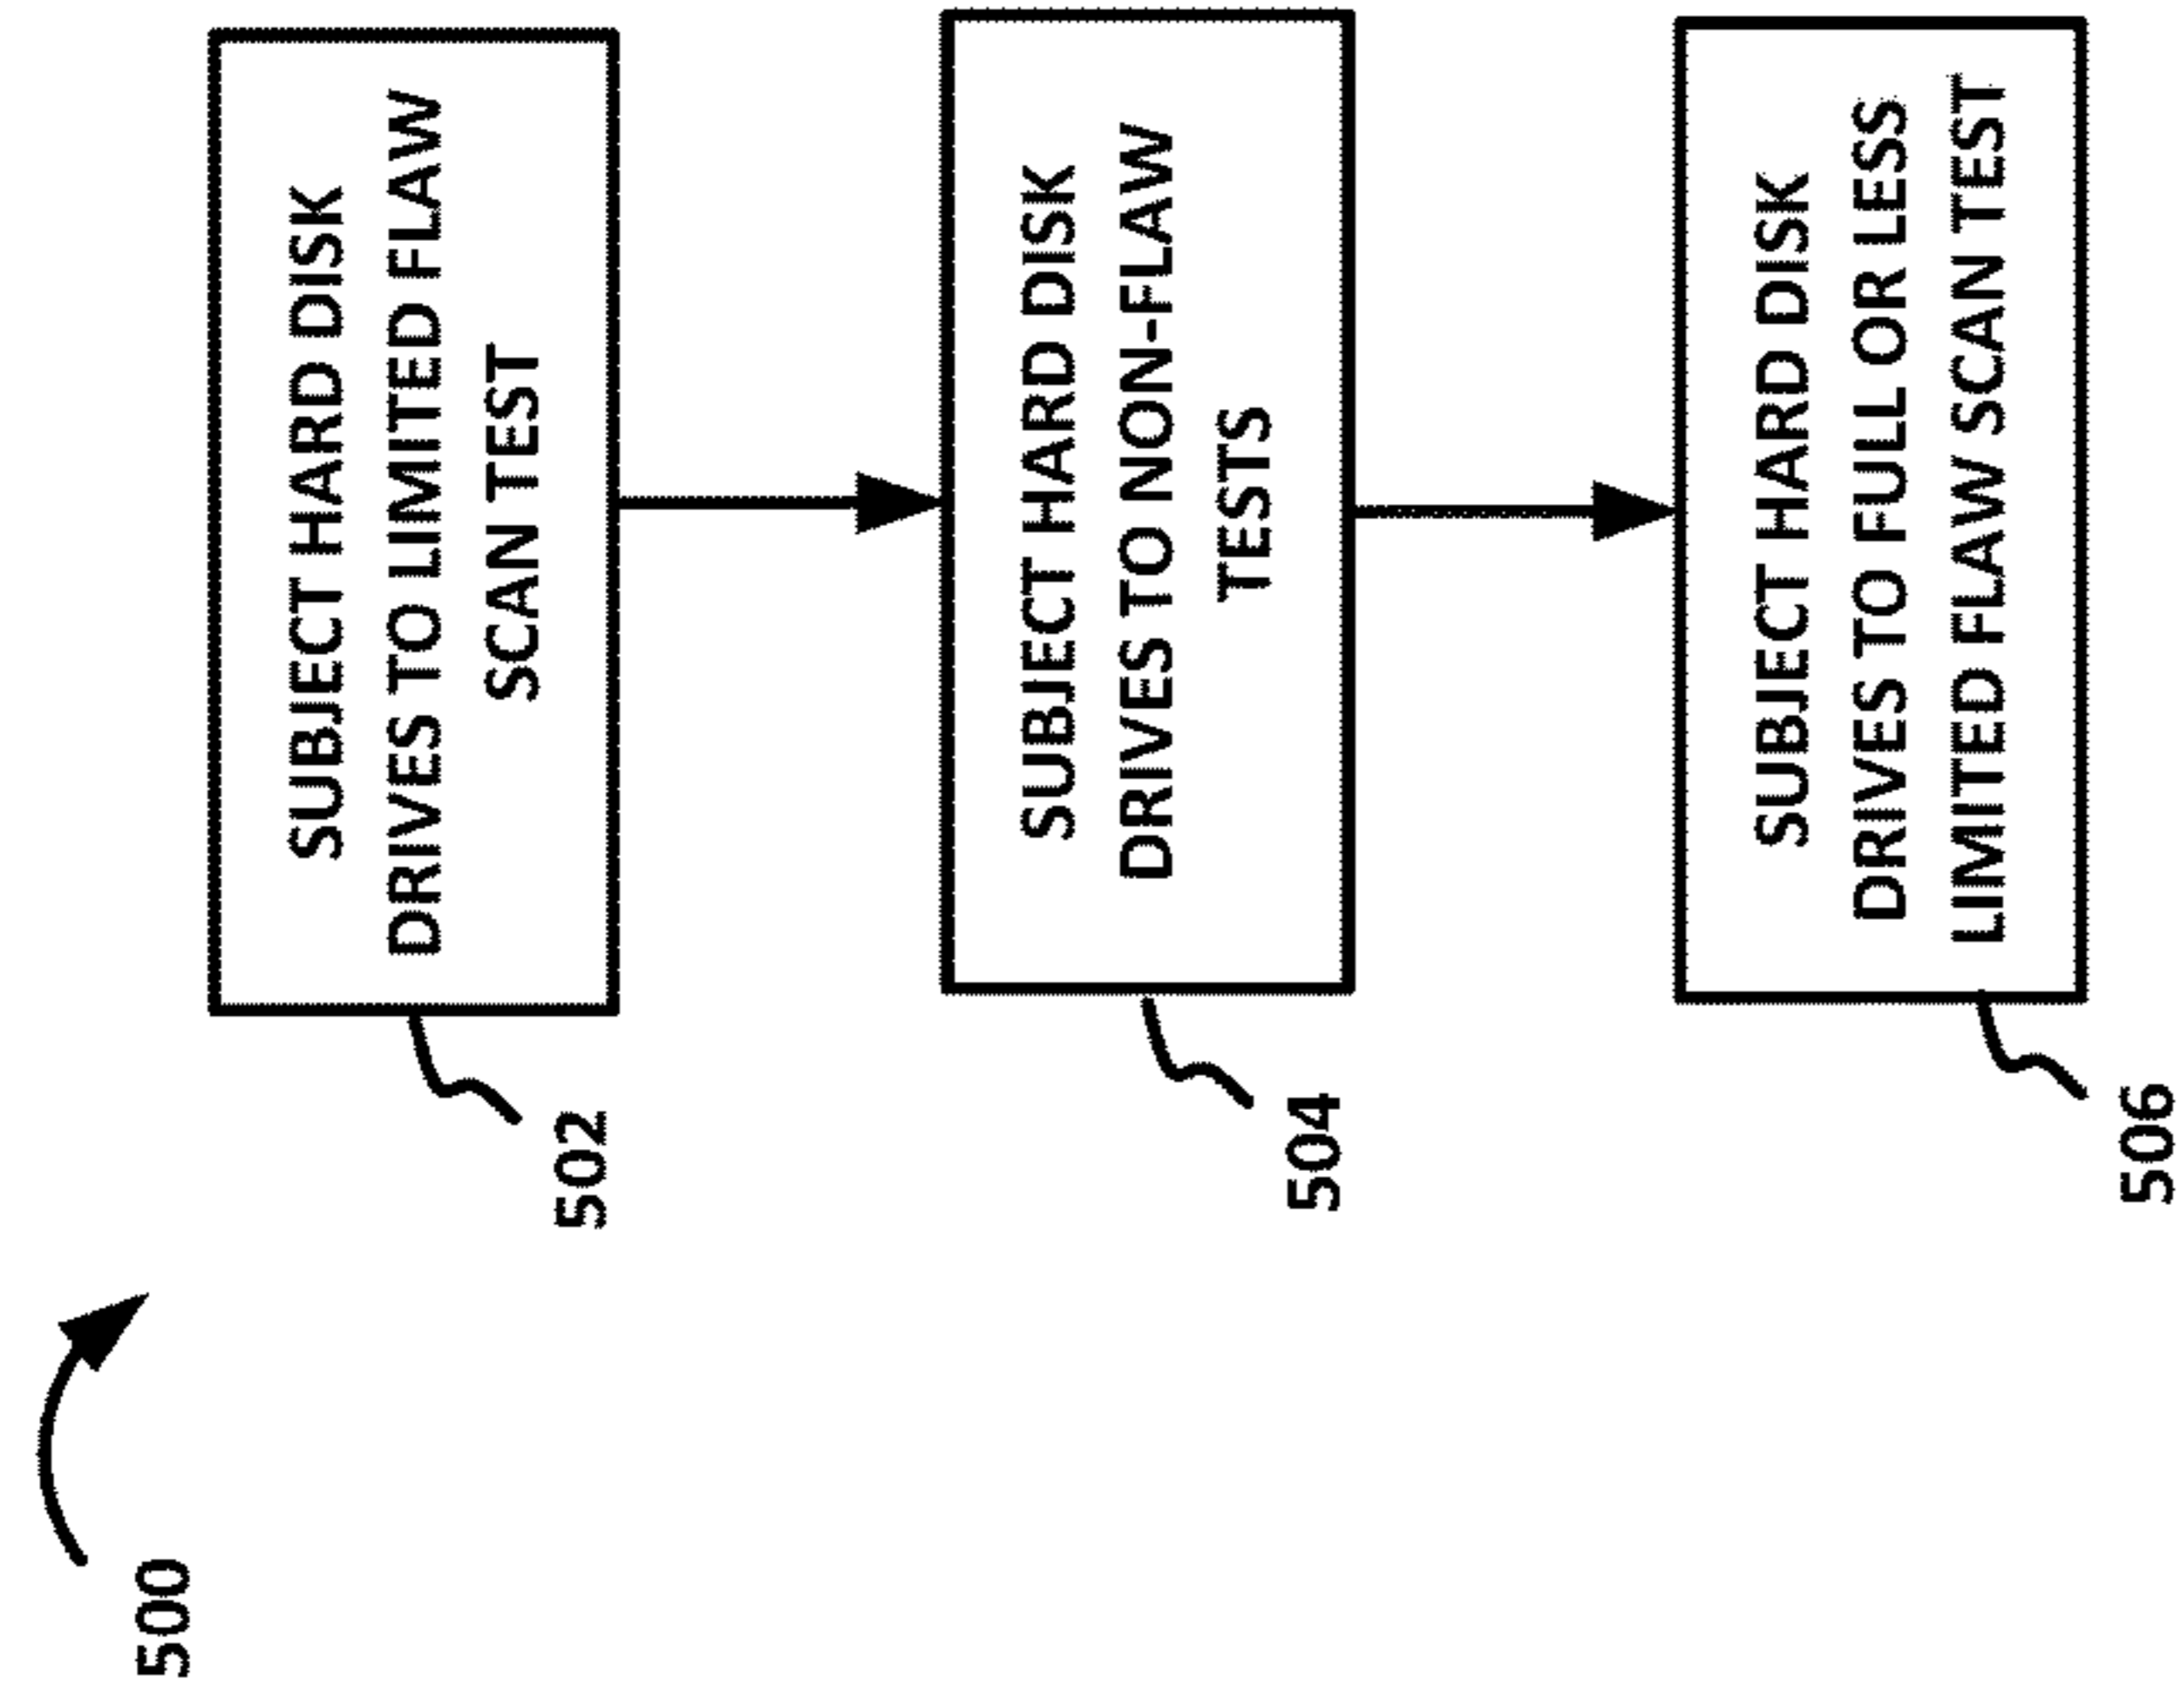 500
SUBJECT HARD DISK
DRIVES TO LIMITED FLAW
SCAN TEST
502
SUBJECT HARD DISK
DRIVES TO NON-FLAW
TESTS
504
SUBJECT HARD DISK
DRIVES TO FULL OR LESS
LIMITED FLAW SCAN TEST
506